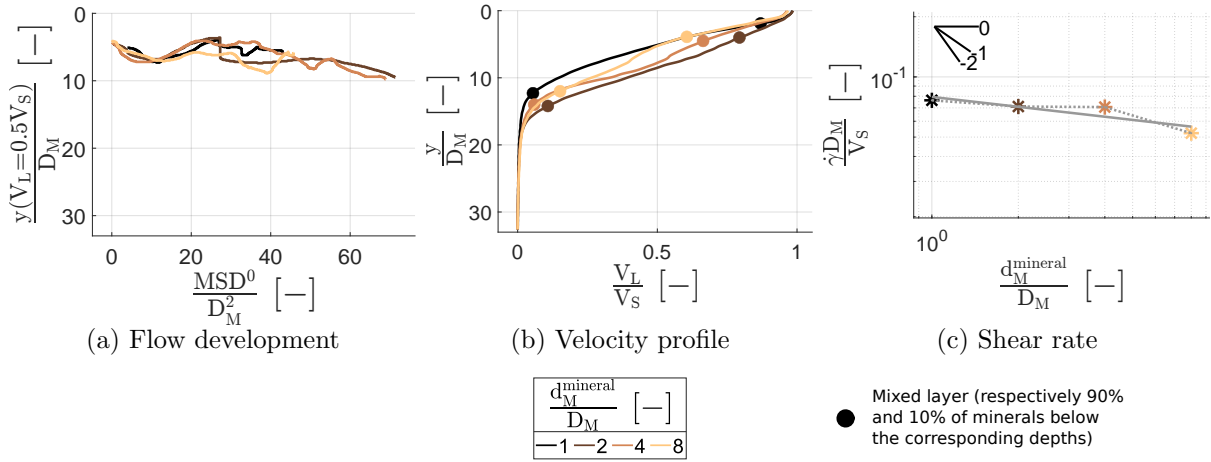 0
10
20
30
y(V_L=0.5V_S)/D_M [−]
0 20 40 60
MSD^0/D_M^2 [−]
(a) Flow development
0
10
20
30
y/D_M [−]
0 0.5 1
V_L/V_S [−]
(b) Velocity profile
0
-1
-2
10^-1
γ̇D_M/V_S [−]
10^0
d_M^mineral/D_M [−]
(c) Shear rate
d_M^mineral/D_M [−]
1 2 4 8
Mixed layer (respectively 90%
and 10% of minerals below
the corresponding depths)